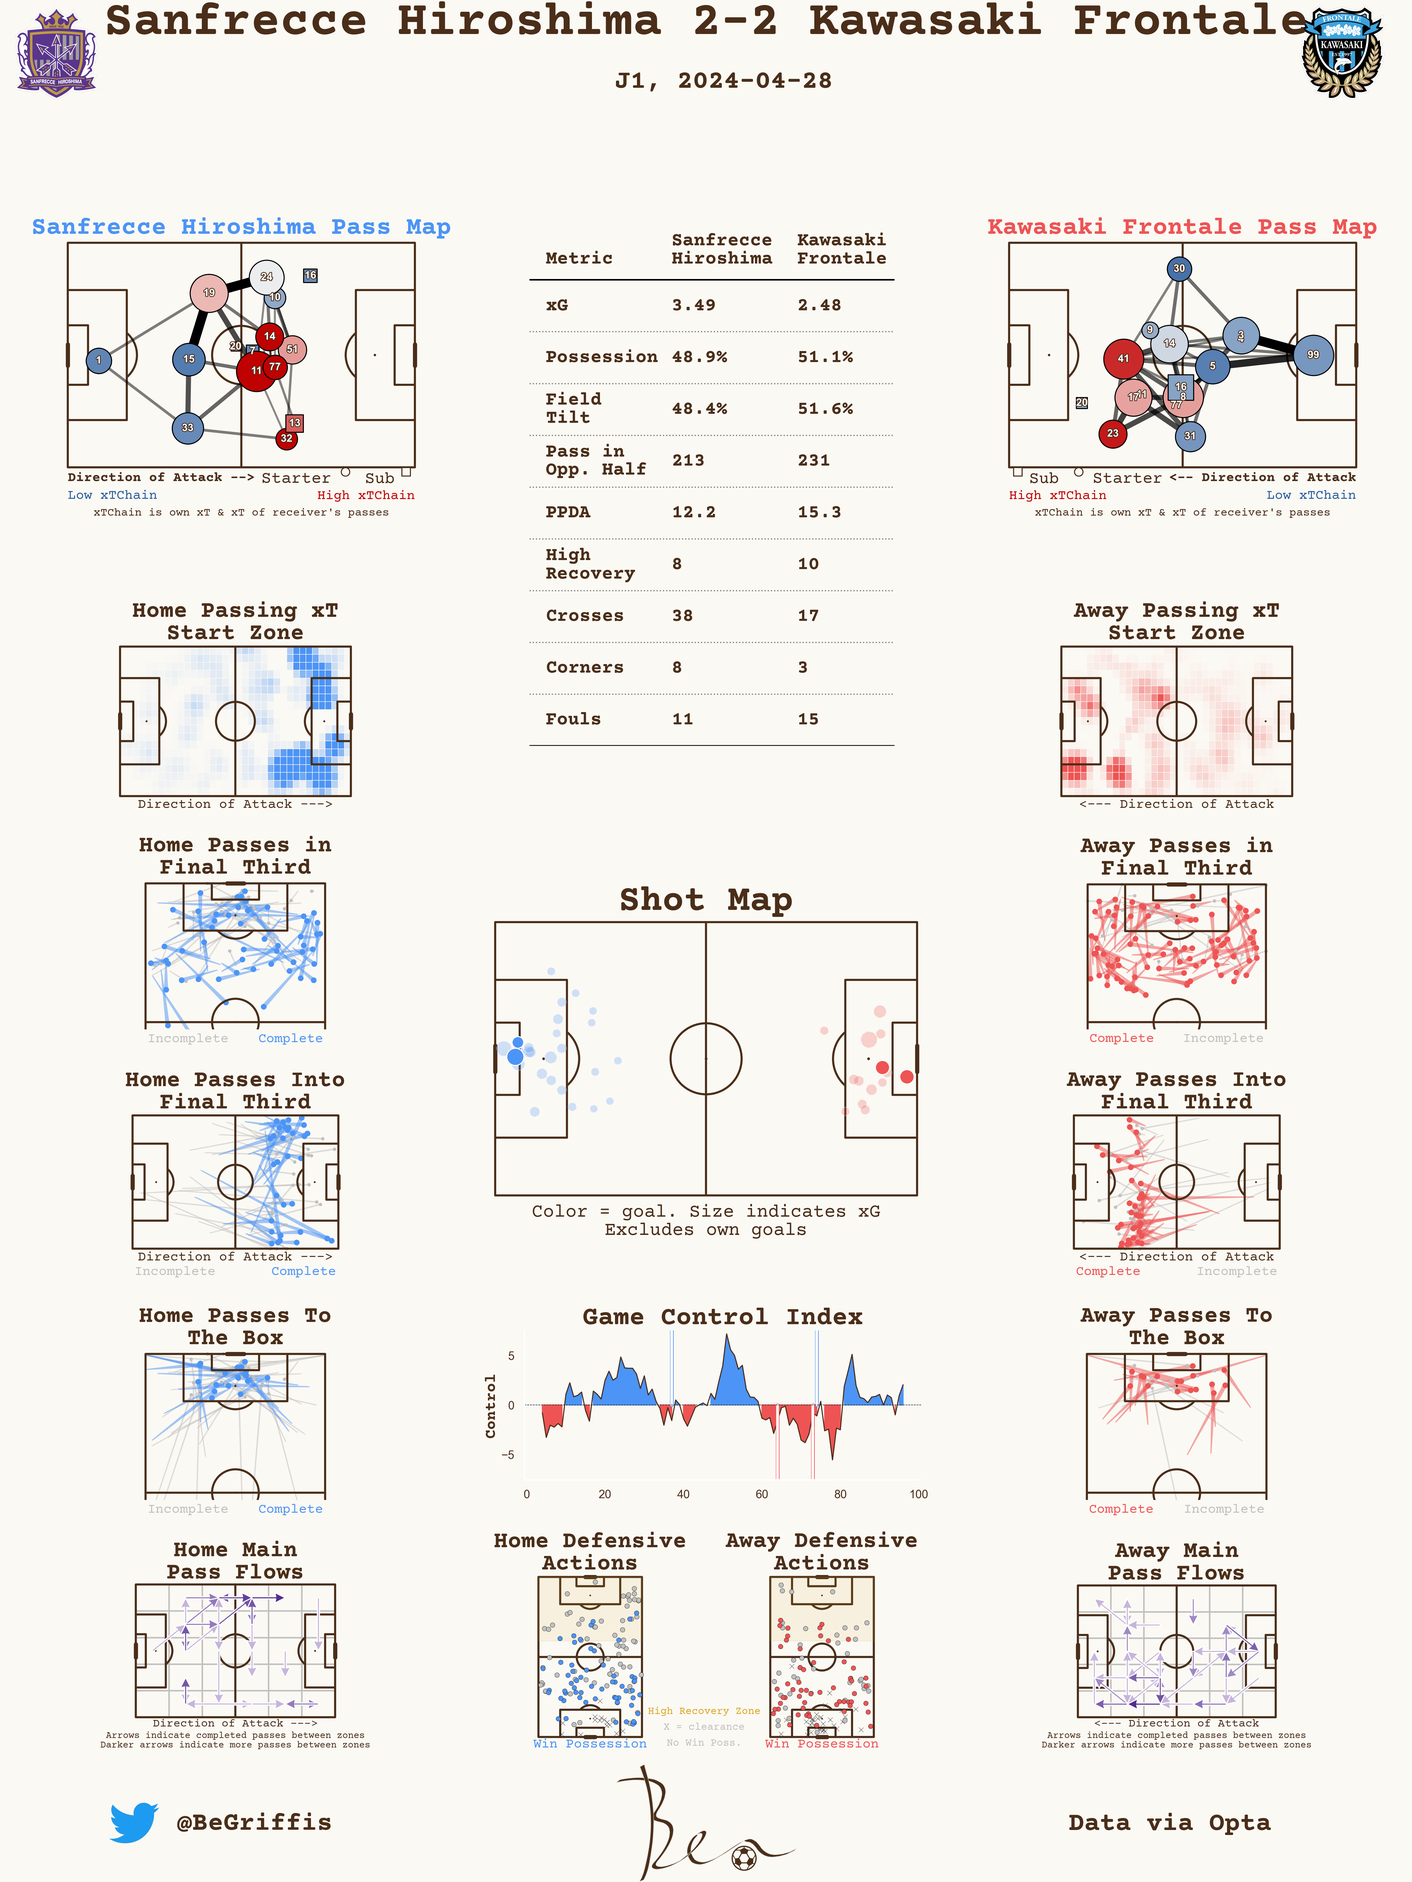 Sanfrecce Hiroshima 2-2 Kawasaki Frontale
J1, 2024-04-28
SANFRECCE HIROSHIMA
FRONTALE
KAWASAKI
Sanfrecce Hiroshima Pass Map
24
16
19
10
14
20
7
51
1
15
11
77
33
13
32
Direction of Attack --> Starter Sub
Low xTChain High xTChain
xTChain is own xT & xT of receiver's passes
Metric Sanfrecce Hiroshima Kawasaki Frontale
xG 3.49 2.48
Possession 48.9% 51.1%
Field Tilt 48.4% 51.6%
Pass in Opp. Half 213 231
PPDA 12.2 15.3
High Recovery 8 10
Crosses 38 17
Corners 8 3
Fouls 11 15
Kawasaki Frontale Pass Map
30
9
14
3
4
41
5
99
16
17
11
8
77
20
23
31
Sub Starter <-- Direction of Attack
High xTChain Low xTChain
xTChain is own xT & xT of receiver's passes
Home Passing xT
Start Zone
Direction of Attack --->
Away Passing xT
Start Zone
<--- Direction of Attack
Home Passes in
Final Third
Incomplete Complete
Away Passes in
Final Third
Complete Incomplete
Shot Map
Color = goal. Size indicates xG
Excludes own goals
Home Passes Into
Final Third
Direction of Attack --->
Incomplete Complete
Away Passes Into
Final Third
<--- Direction of Attack
Complete Incomplete
Home Passes To
The Box
Incomplete Complete
Game Control Index
Control
5
0
−5
0 20 40 60 80 100
Away Passes To
The Box
Complete Incomplete
Home Main
Pass Flows
Direction of Attack --->
Arrows indicate completed passes between zones
Darker arrows indicate more passes between zones
Home Defensive
Actions
Win Possession
Away Defensive
Actions
Win Possession
High Recovery Zone
X = clearance
No Win Poss.
Away Main
Pass Flows
<--- Direction of Attack
Arrows indicate completed passes between zones
Darker arrows indicate more passes between zones
@BeGriffis
Ben
Data via Opta